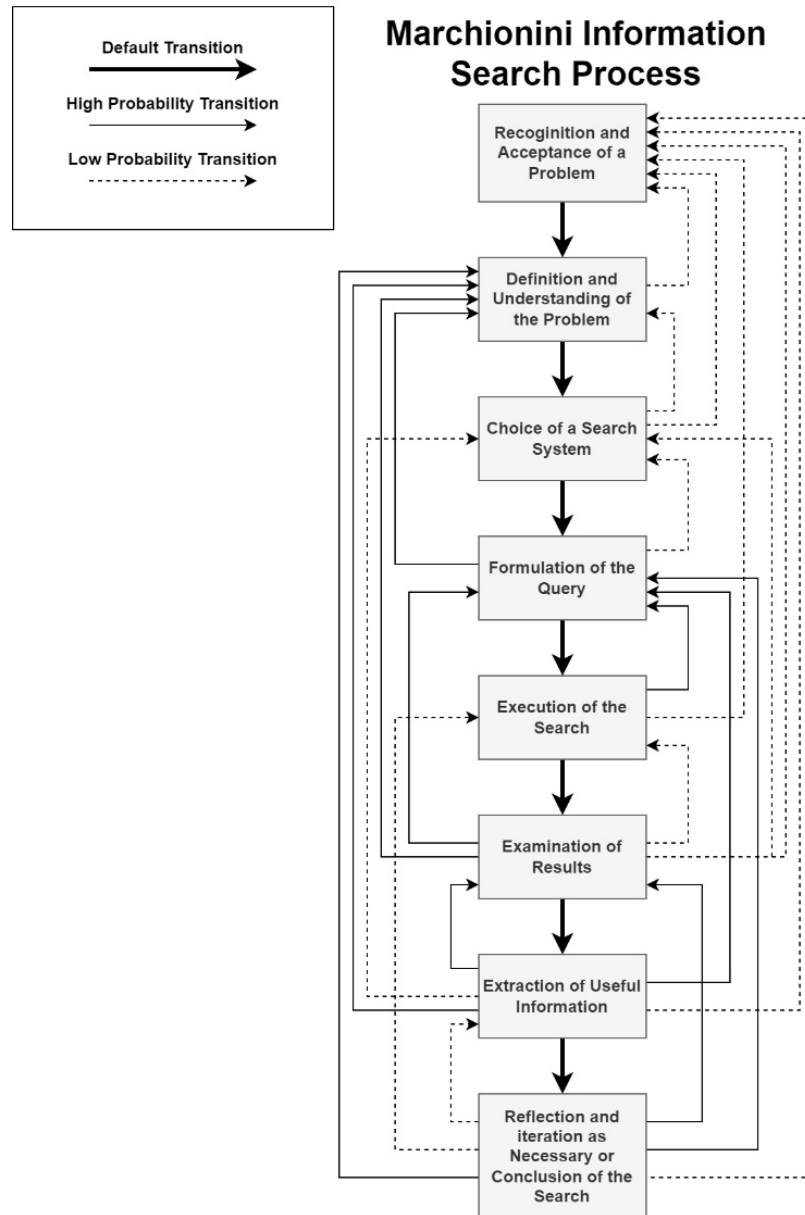 Default Transition
High Probability Transition
Low Probability Transition
Marchionini Information
Search Process
Recoginition and
Acceptance of a
Problem
Definition and
Understanding of
the Problem
Choice of a Search
System
Formulation of the
Query
Execution of the
Search
Examination of
Results
Extraction of Useful
Information
Reflection and
iteration as
Necessary or
Conclusion of the
Search